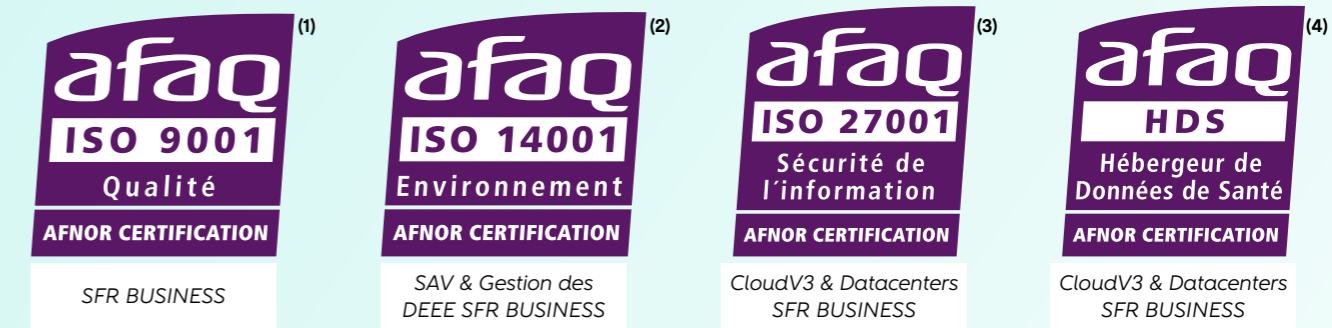 afaq (1)
ISO 9001
Qualité
AFNOR CERTIFICATION
SFR BUSINESS
afaq (2)
ISO 14001
Environnement
AFNOR CERTIFICATION
SAV & Gestion des
DEEE SFR BUSINESS
afaq (3)
ISO 27001
Sécurité de
l´information
AFNOR CERTIFICATION
CloudV3 & Datacenters
SFR BUSINESS
afaq (4)
HDS
Hébergeur de
Données de Santé
AFNOR CERTIFICATION
CloudV3 & Datacenters
SFR BUSINESS